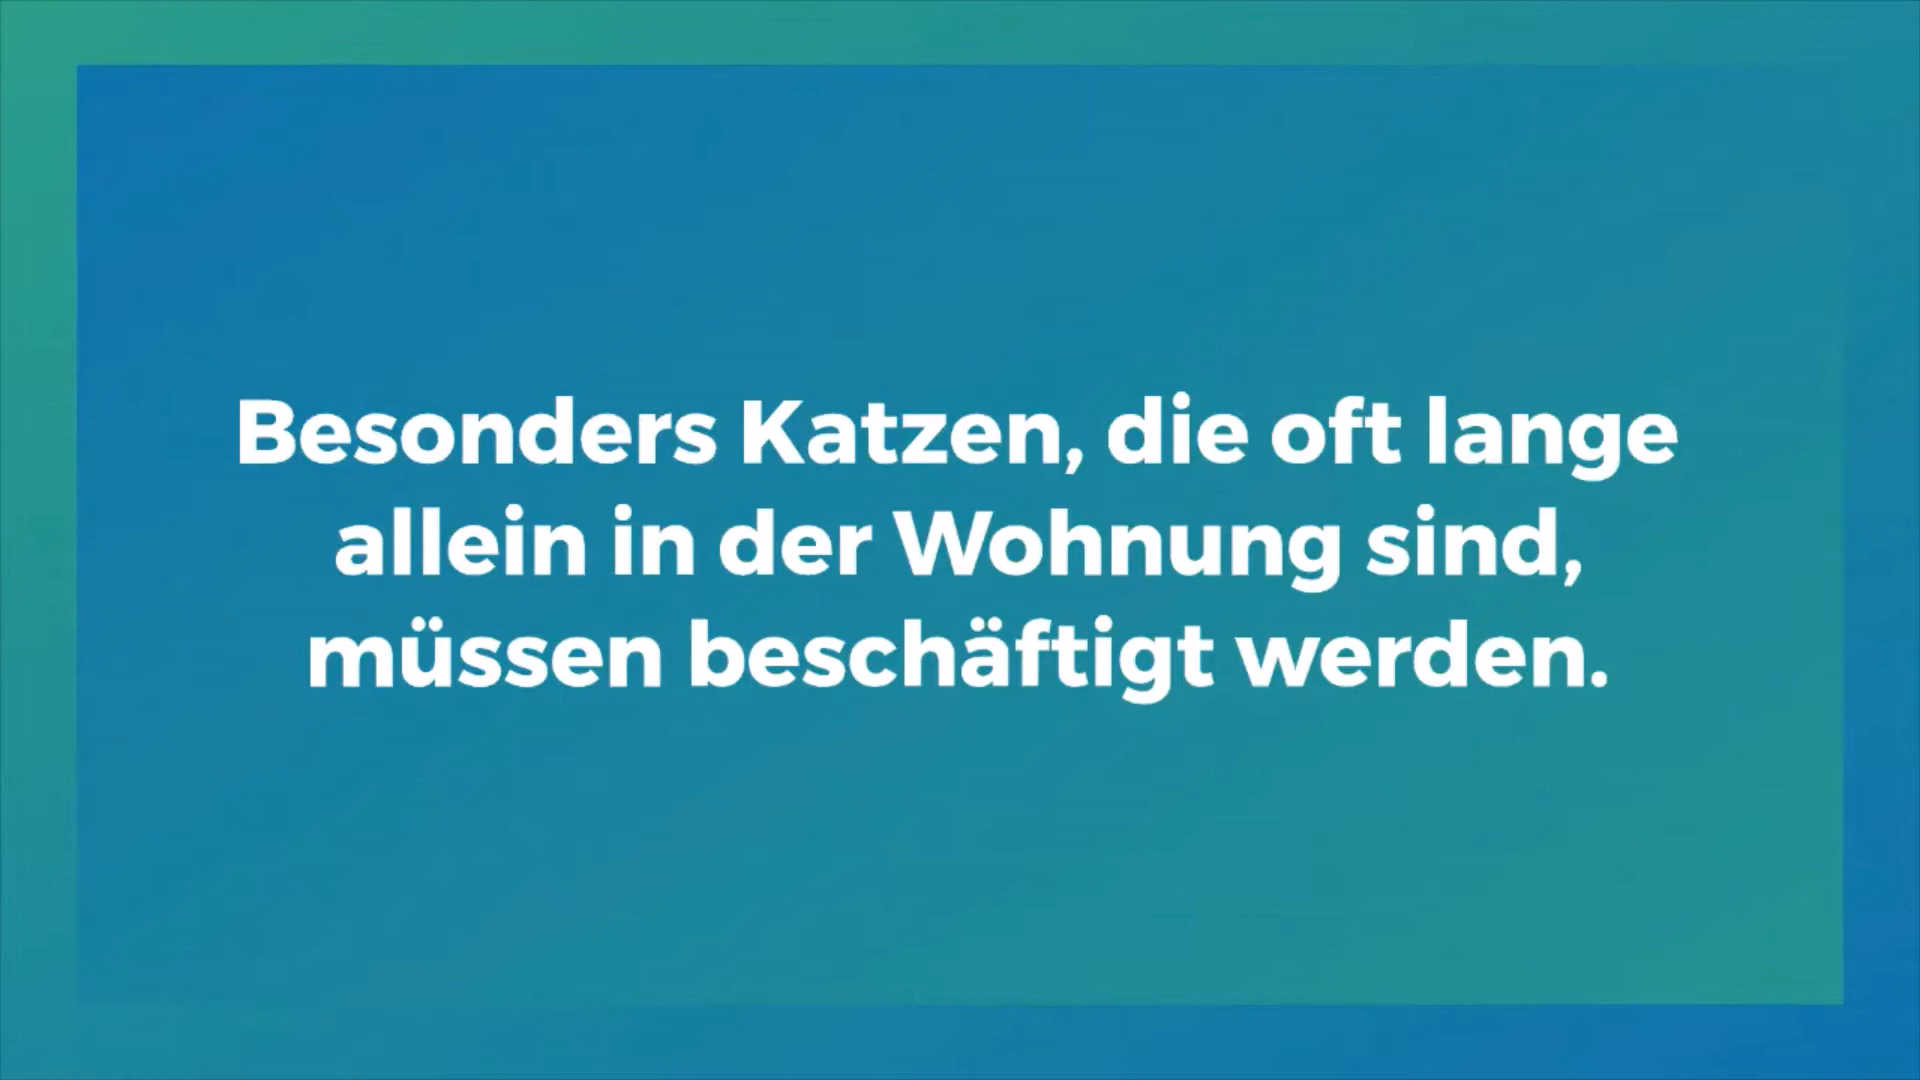 Besonders Katzen, die oft lange
allein in der Wohnung sind,
müssen beschäftigt werden.